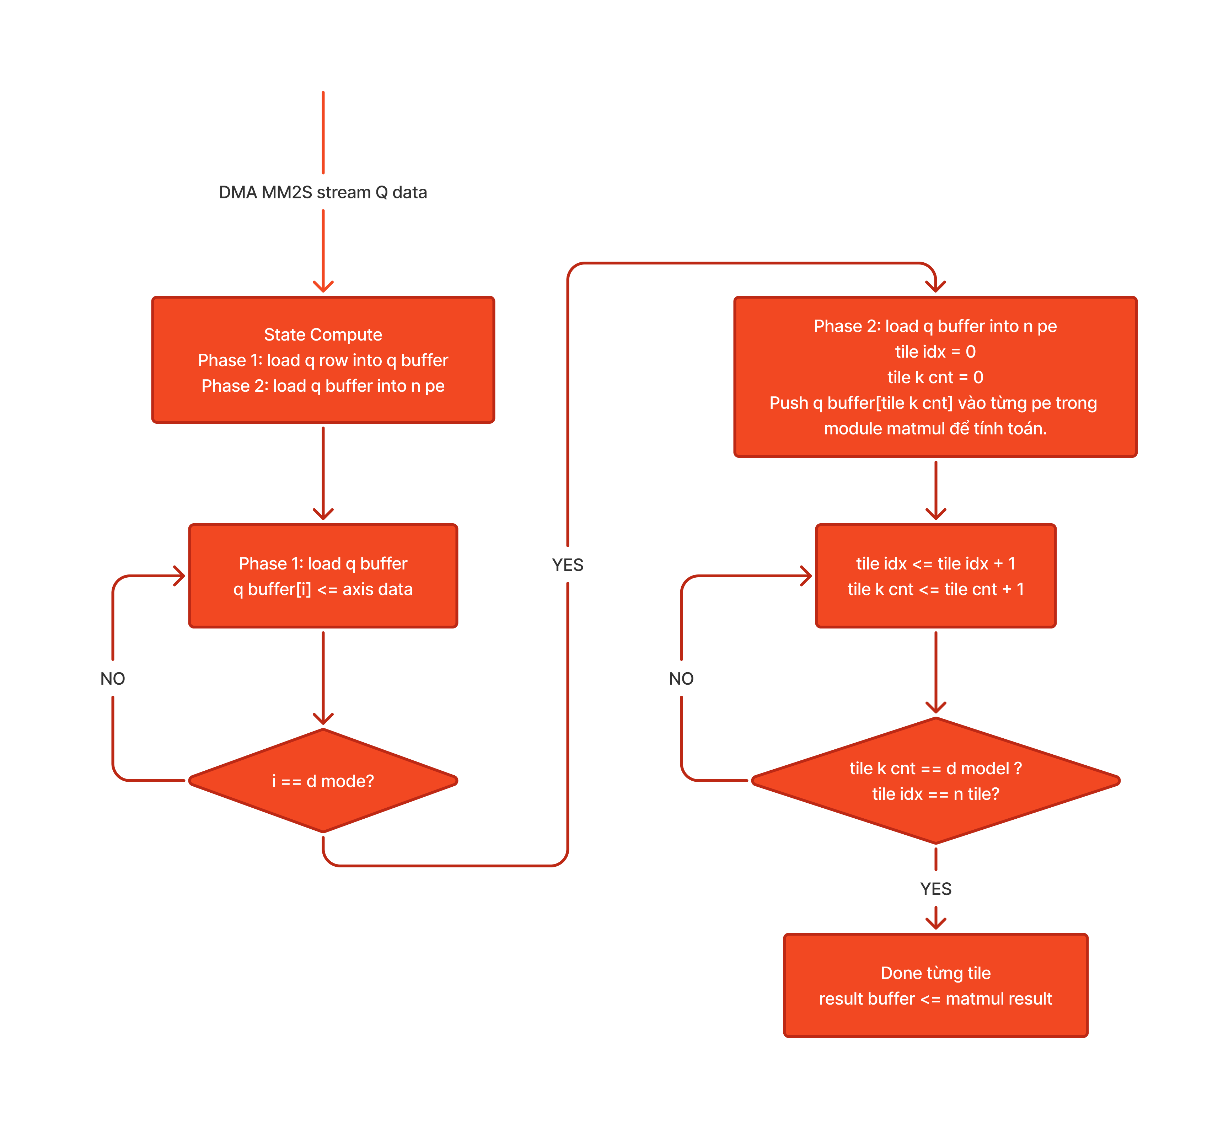 DMA MM2S stream Q data
State Compute
Phase 1: load q row into q buffer
Phase 2: load q buffer into n pe
Phase 1: load q buffer
q buffer[i] <= axis data
NO
i == d mode?
YES
Phase 2: load q buffer into n pe
tile idx = 0
tile k cnt = 0
Push q buffer[tile k cnt] vào từng pe trong
module matmul để tính toán.
tile idx <= tile idx + 1
tile k cnt <= tile cnt + 1
NO
tile k cnt == d model ?
tile idx == n tile?
YES
Done từng tile
result buffer <= matmul result